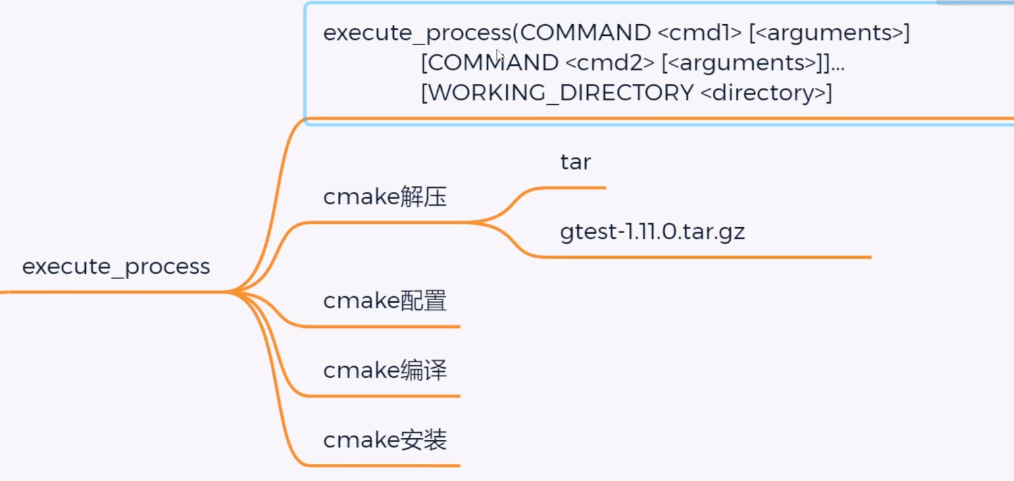 execute_process(COMMAND <cmd1> [<arguments>]
[COMMAND <cmd2> [<arguments>]]...
[WORKING_DIRECTORY <directory>]
tar
cmake解压
gtest-1.11.0.tar.gz
execute_process
cmake配置
cmake编译
cmake安装